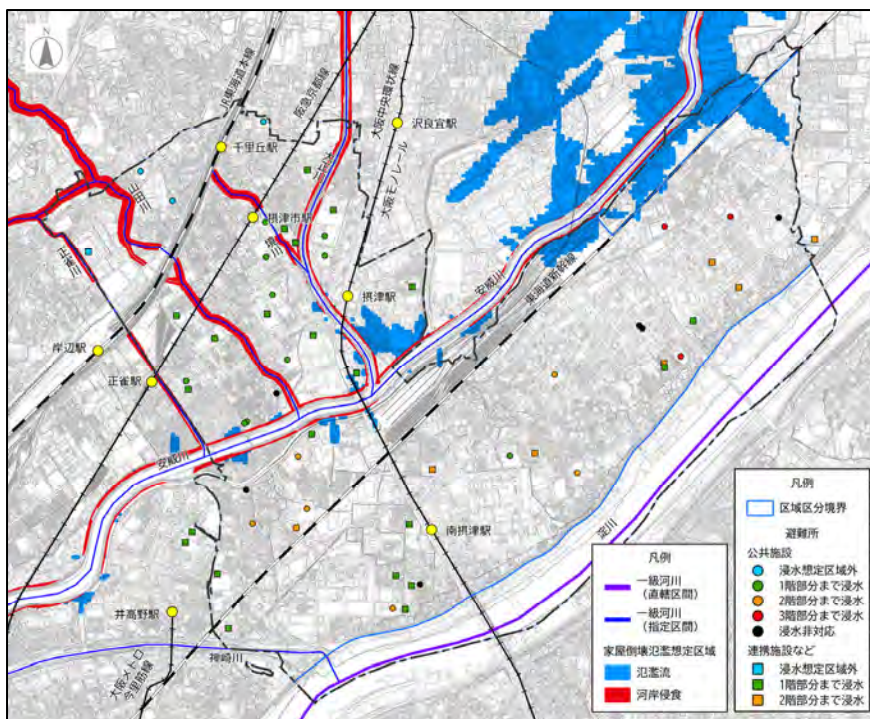 N
JR東海道本線
阪急京都線
大阪中央環状線
沢良宜駅
千里丘駅
大正川
大阪モノレール
山田川
摂津市駅
境川
正雀川
安威川
東海道新幹線
摂津駅
岸辺駅
正雀駅
安威川
淀川
南摂津駅
井高野駅
大阪メトロ
今里筋線
神崎川
凡例
一級河川
(直轄区間)
一級河川
(指定区間)
家屋倒壊氾濫想定区域
氾濫流
河岸侵食
凡例
区域区分境界
避難所
公共施設
浸水想定区域外
1階部分まで浸水
2階部分まで浸水
3階部分まで浸水
浸水非対応
連携施設など
浸水想定区域外
1階部分まで浸水
2階部分まで浸水